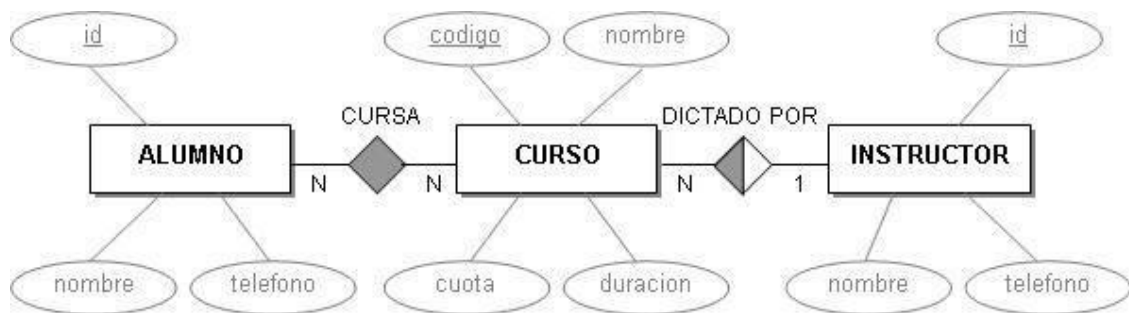 id
codigo
nombre
id
CURSA
DICTADO POR
ALUMNO
N
N
CURSO
N
1
INSTRUCTOR
nombre
telefono
cuota
duracion
nombre
telefono